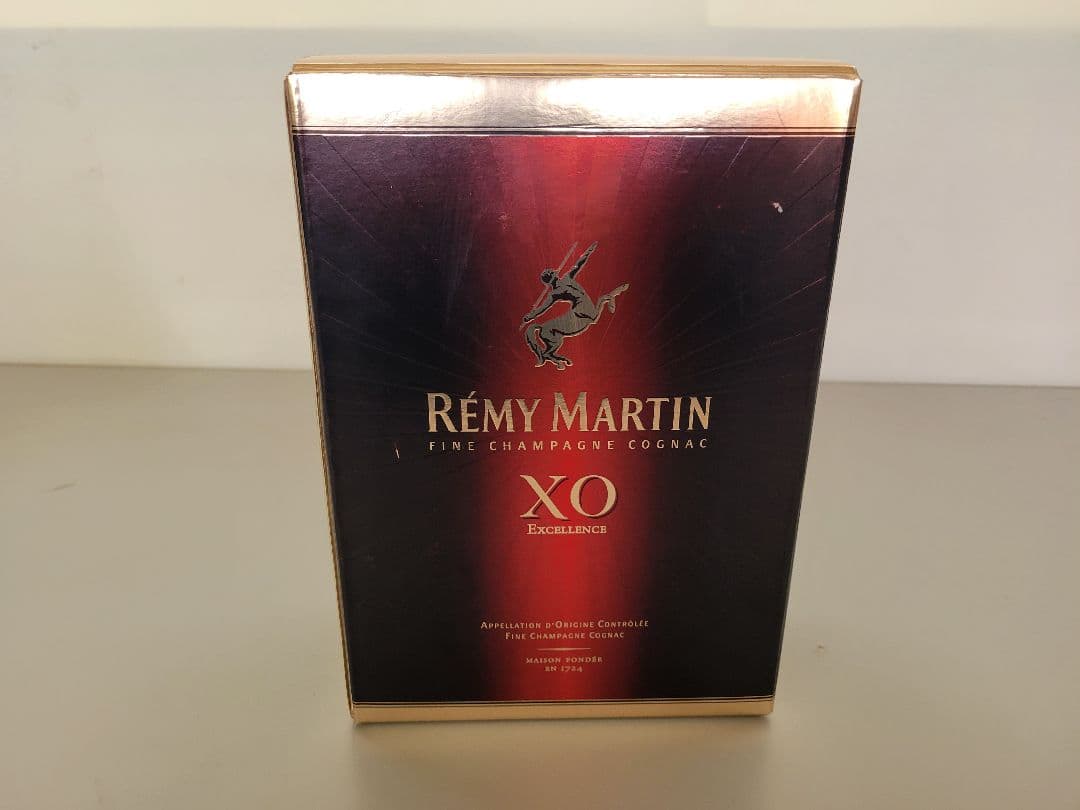 RÉMY MARTIN
FINE CHAMPAGNE COGNAC
XO
EXCELLENCE
APPELLATION D'ORIGINE CONTRÔLÉE
FINE CHAMPAGNE COGNAC
MAISON FONDÉE
EN 1724